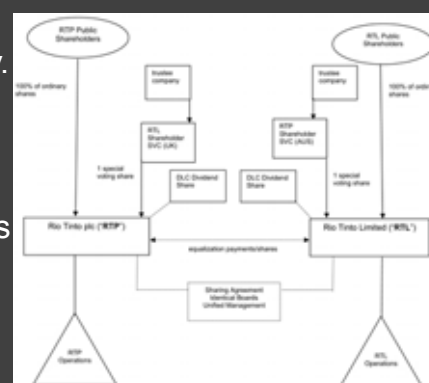 y.
s
RTP Public
Shareholders
RTL Public
Shareholders
100% of ordinary
shares
trustee
company
trustee
company
100% of ordin
shares
RTL
Shareholder
SVC (UK)
RTP
Shareholder
SVC (AUS)
1 special
voting share
1 special
voting share
DLC Dividend
Share
DLC Dividend
Share
Rio Tinto plc ("RTP")
Rio Tinto Limited ("RTL")
equalization payments/shares
Sharing Agreement
Identical Boards
Unified Management
RTP
Operations
RTL
Operations